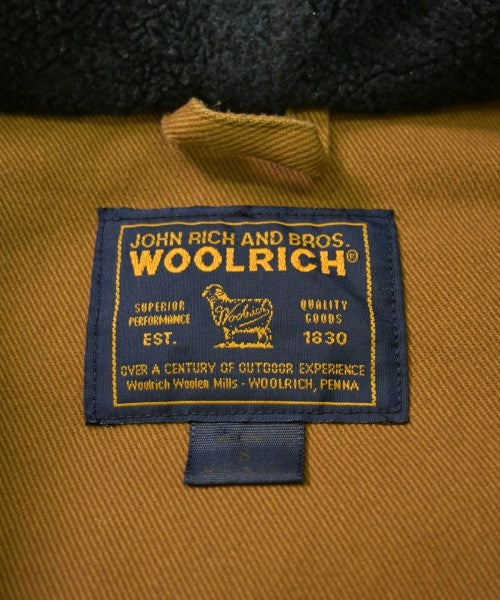 JOHN RICH AND BROS.
WOOLRICH®
SUPERIOR PERFORMANCE
Woolrich
QUALITY GOODS
EST. 1830
OVER A CENTURY OF OUTDOOR EXPERIENCE
Woolrich Woolen Mills - WOOLRICH, PENNA
S